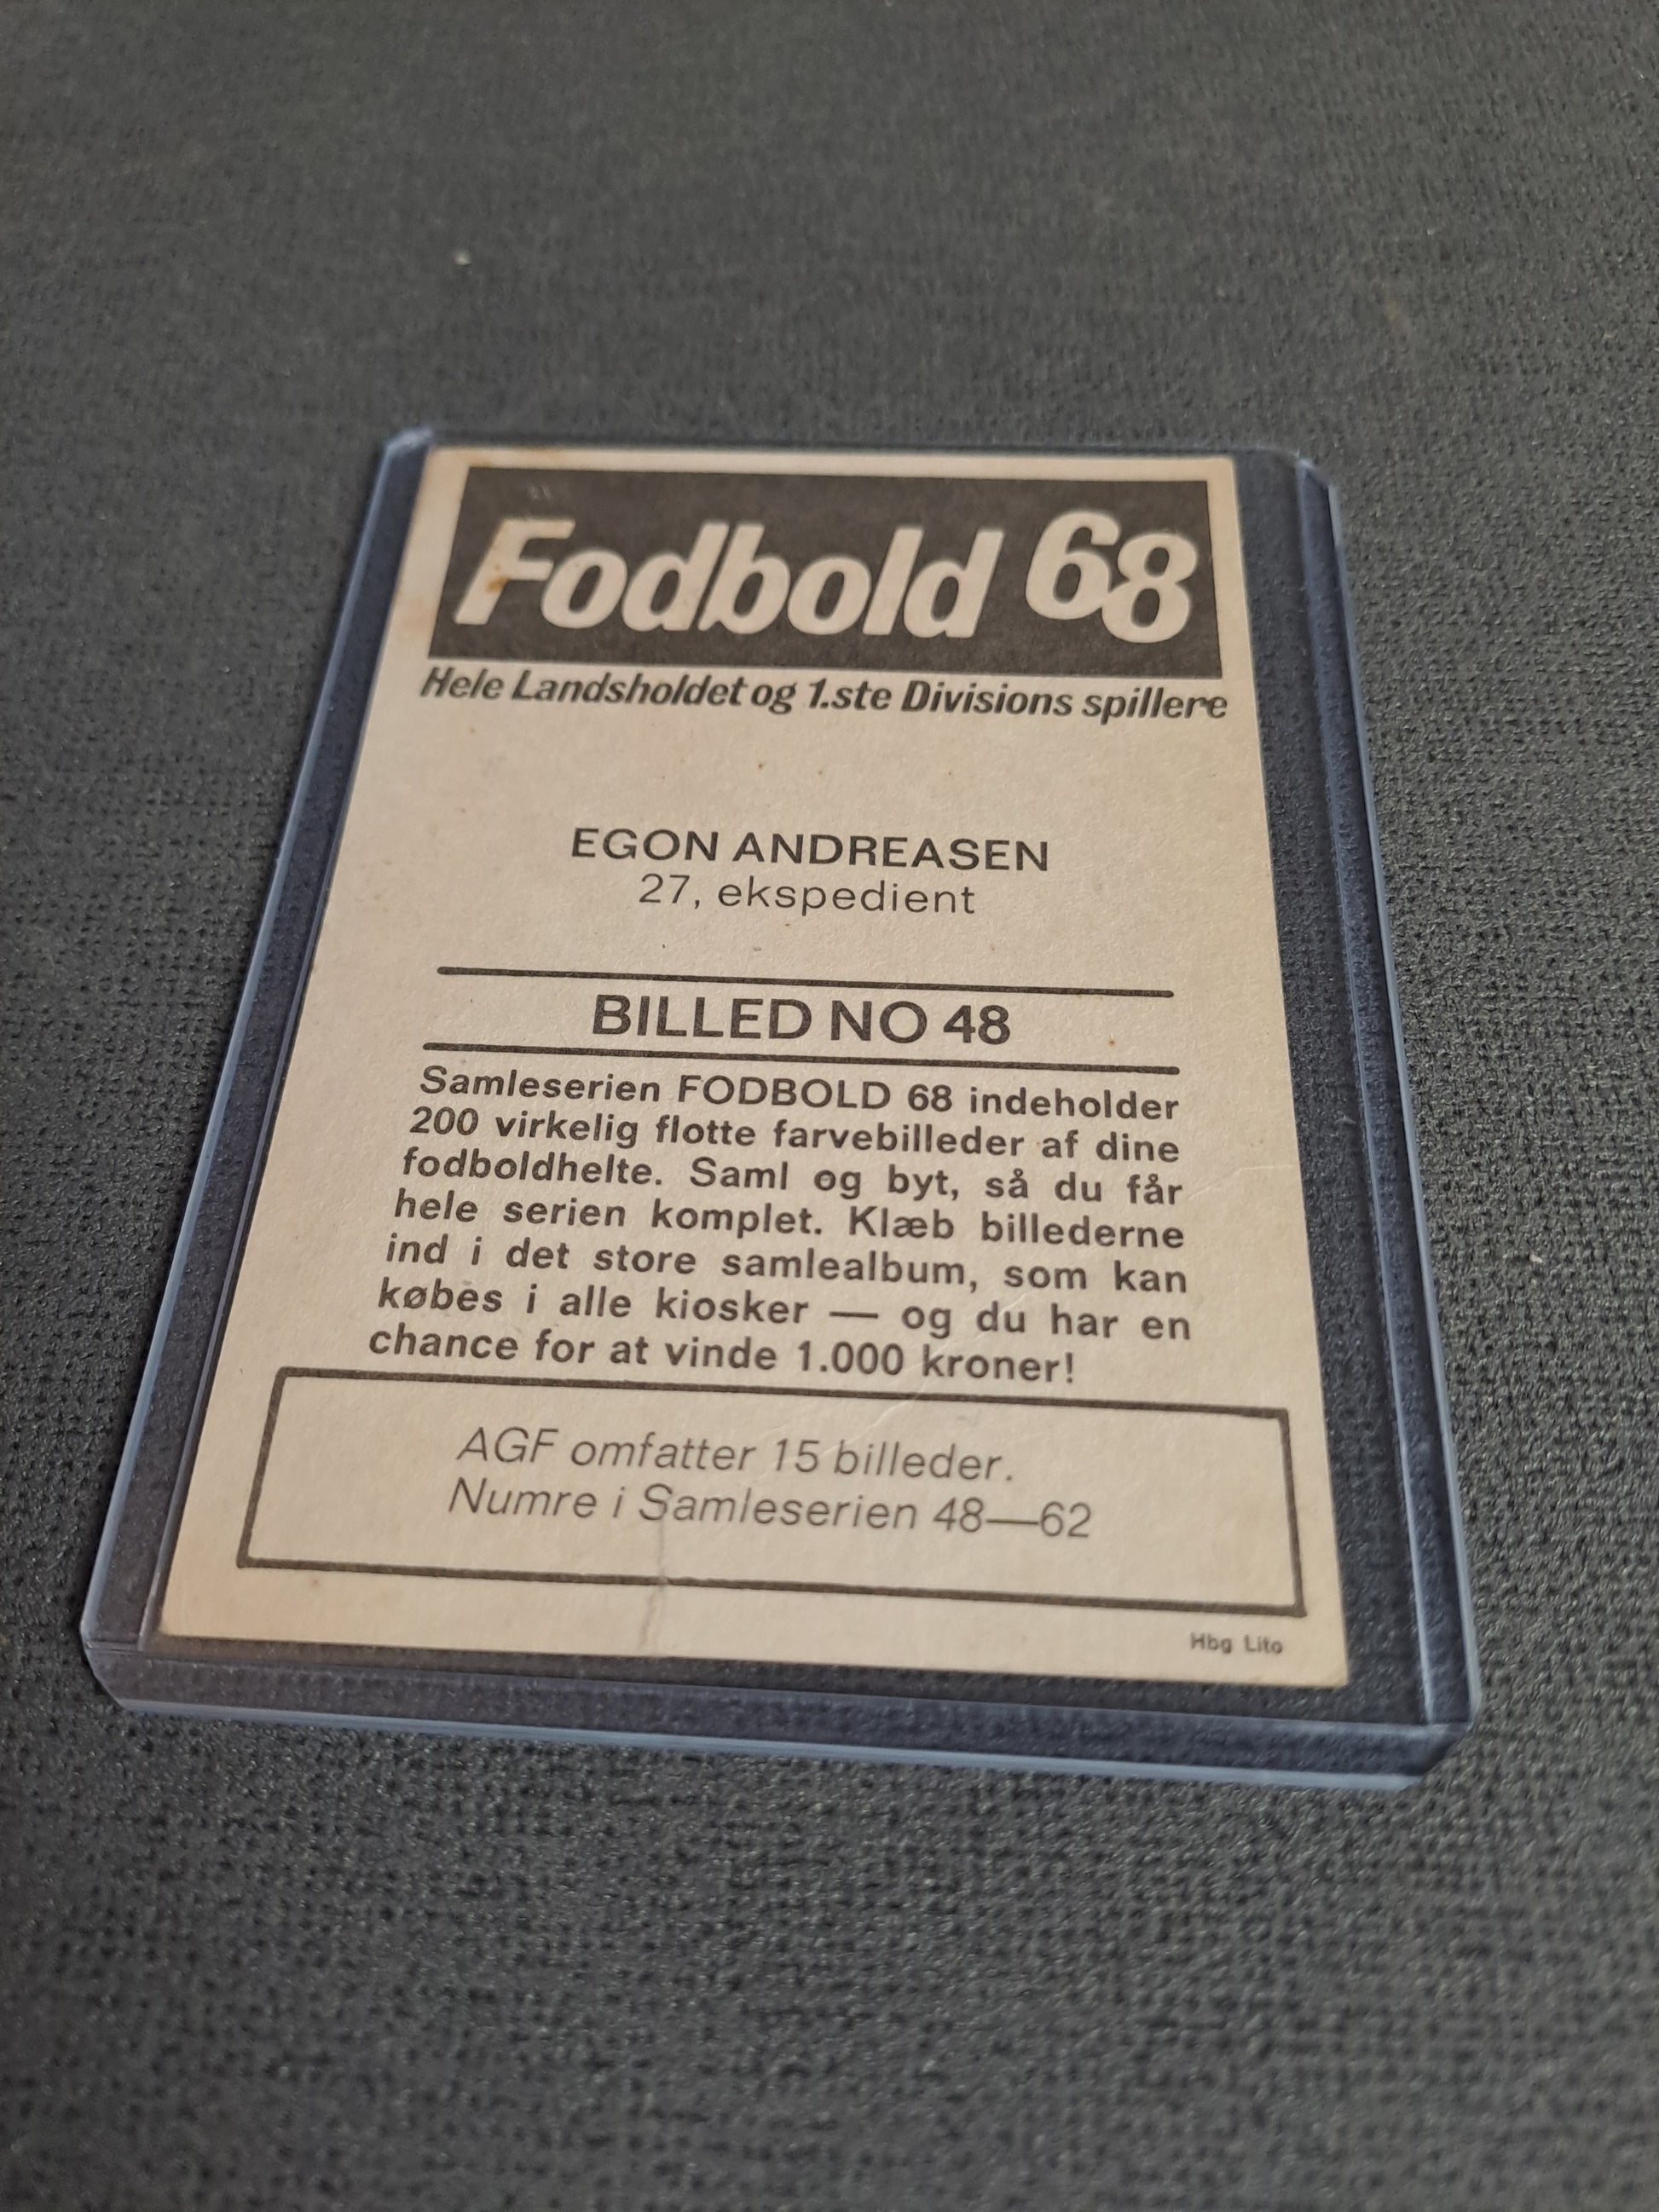 Fodbold 68
Hele Landsholdet og 1.ste Divisions spillere
EGON ANDREASEN
27, ekspedient
BILLED NO 48
Samleserien FODBOLD 68 indeholder
200 virkelig flotte farvebilleder af dine
fodboldhelte. Saml og byt, så du får
hele serien komplet. Klæb billederne
ind i det store samlealbum, som kan
købes i alle kiosker — og du har en
chance for at vinde 1.000 kroner!
AGF omfatter 15 billeder.
Numre i Samleserien 48—62
Hbg Lito